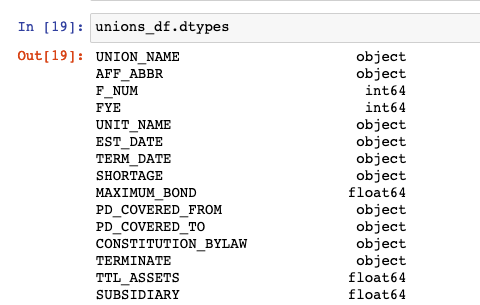 In [19]: unions_df.dtypes
Out[19]: UNION_NAME object
AFF_ABBR object
F_NUM int64
FYE int64
UNIT_NAME object
EST_DATE object
TERM_DATE object
SHORTAGE object
MAXIMUM_BOND float64
PD_COVERED_FROM object
PD_COVERED_TO object
CONSTITUTION_BYLAW object
TERMINATE object
TTL_ASSETS float64
SUBSIDIARY float64